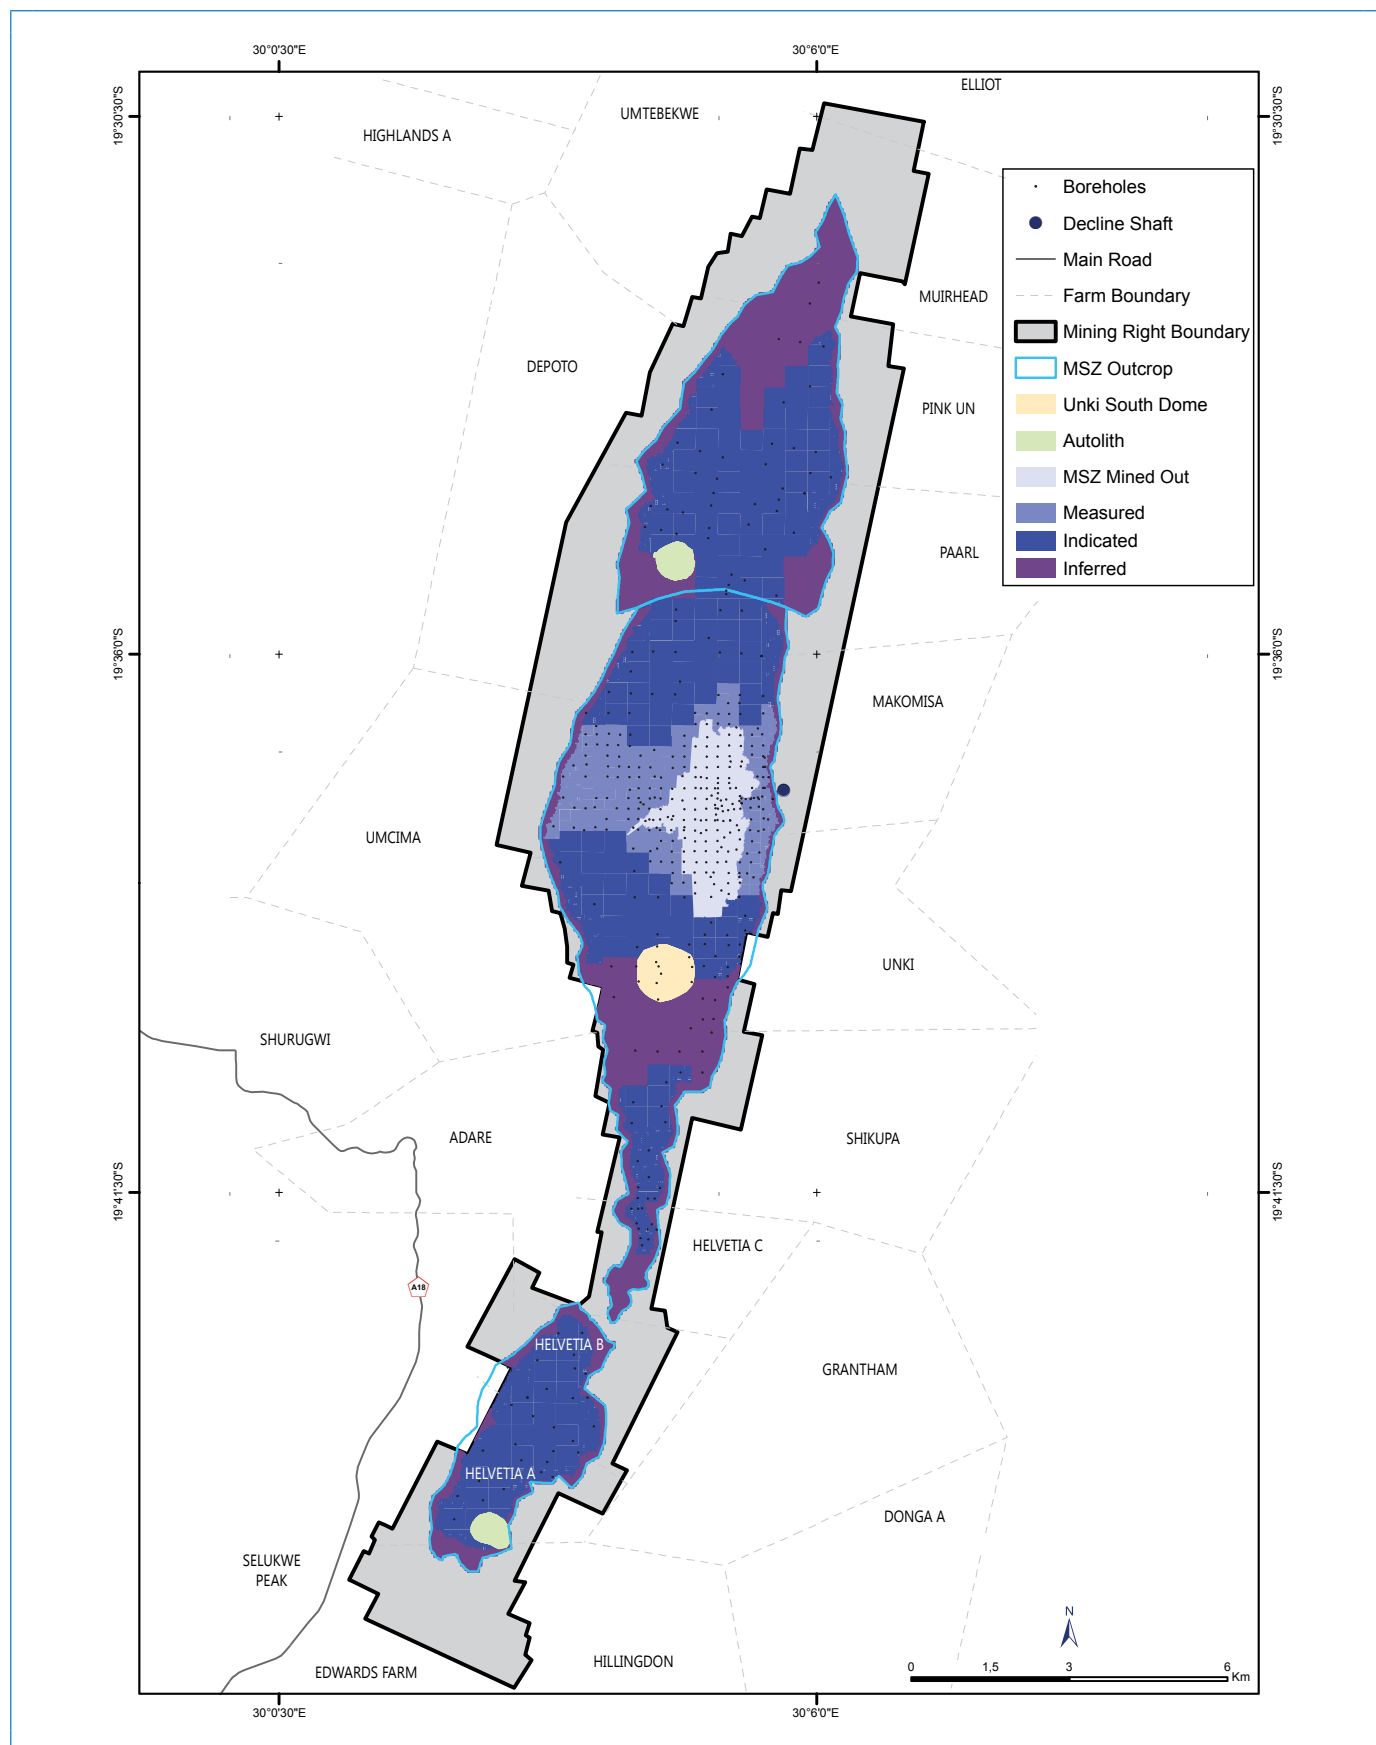 30°0'30"E
30°6'0"E
ELLIOT
UMTEBEKWE
HIGHLANDS A
19°30'30"S
19°30'30"S
Boreholes
Decline Shaft
Main Road
Farm Boundary
Mining Right Boundary
MSZ Outcrop
Unki South Dome
Autolith
MSZ Mined Out
Measured
Indicated
Inferred
MUIRHEAD
DEPOTO
PINK UN
PAARL
19°36'0"S
19°36'0"S
MAKOMISA
UMCIMA
UNKI
SHURUGWI
ADARE
SHIKUPA
19°41'30"S
19°41'30"S
HELVETIA C
A18
HELVETIA B
GRANTHAM
HELVETIA A
DONGA A
SELUKWE
PEAK
N
HILLINGDON
EDWARDS FARM
0
1,5
3
6
Km
30°0'30"E
30°6'0"E